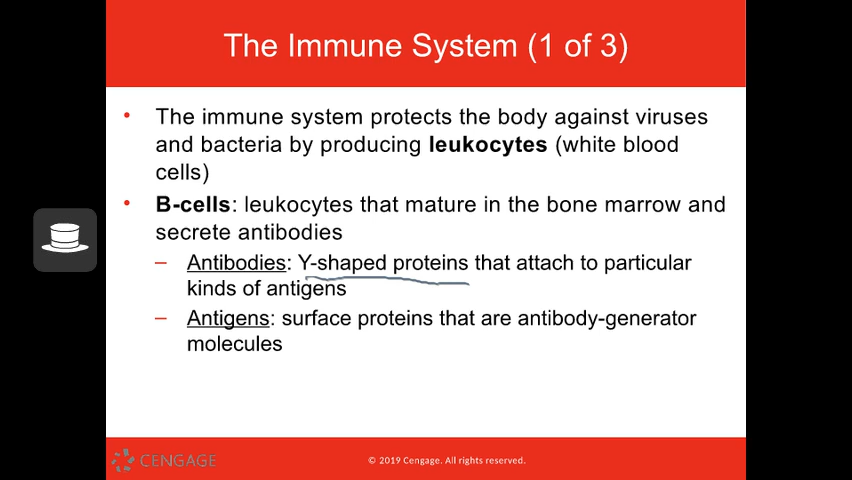 The Immune System (1 of 3)
• The immune system protects the body against viruses
and bacteria by producing leukocytes (white blood
cells)
• B-cells: leukocytes that mature in the bone marrow and
secrete antibodies
– Antibodies: Y-shaped proteins that attach to particular
kinds of antigens
– Antigens: surface proteins that are antibody-generator
molecules
CENGAGE
© 2019 Cengage. All rights reserved.